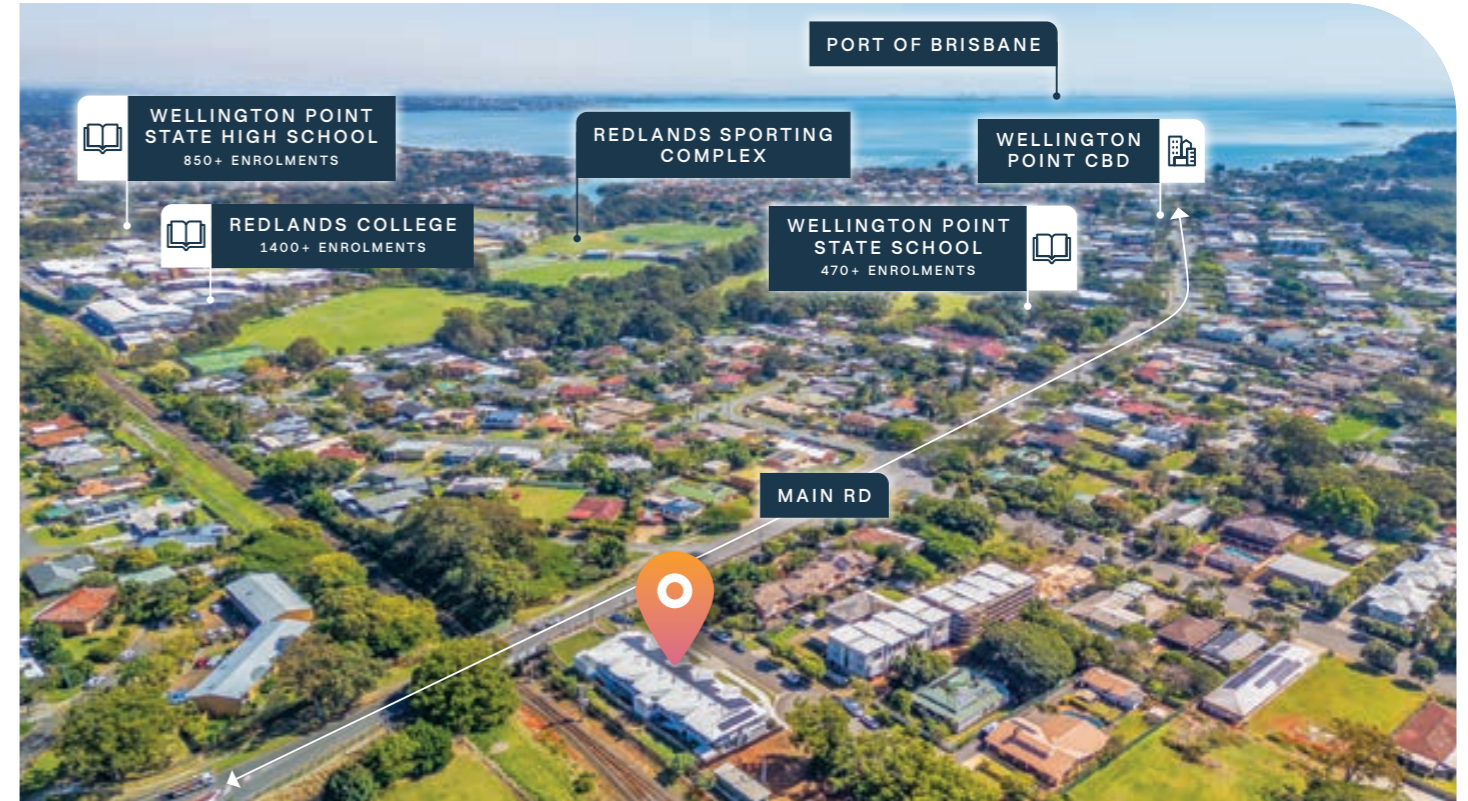 PORT OF BRISBANE
WELLINGTON POINT
STATE HIGH SCHOOL
850+ ENROLMENTS
REDLANDS SPORTING
COMPLEX
WELLINGTON
POINT CBD
REDLANDS COLLEGE
1400+ ENROLMENTS
WELLINGTON POINT
STATE SCHOOL
470+ ENROLMENTS
MAIN RD